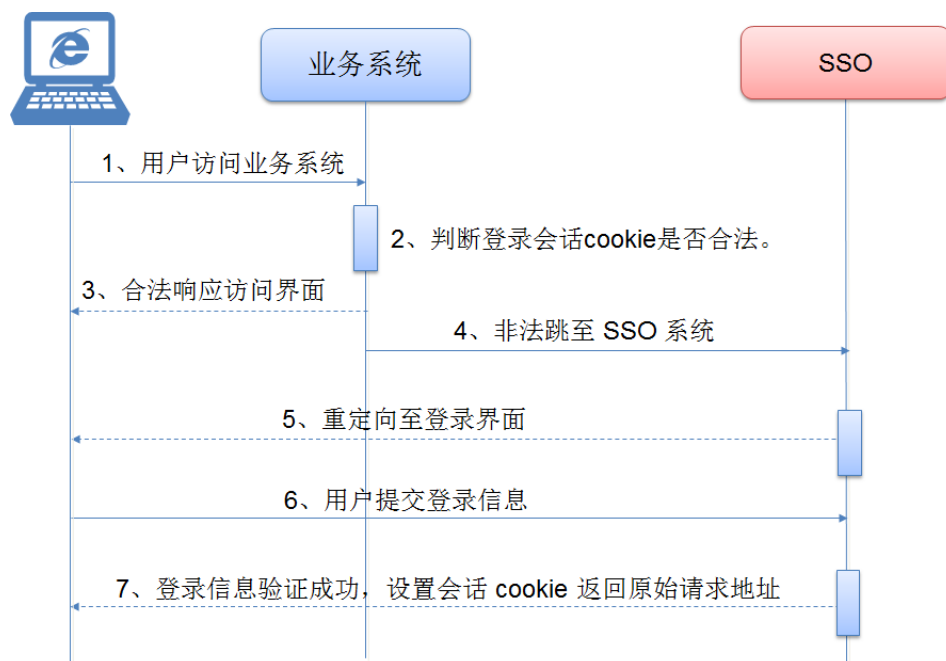 业务系统
SSO
1、用户访问业务系统
2、判断登录会话cookie是否合法。
3、合法响应访问界面
4、非法跳至 SSO 系统
5、重定向至登录界面
6、用户提交登录信息
7、登录信息验证成功，设置会话 cookie 返回原始请求地址